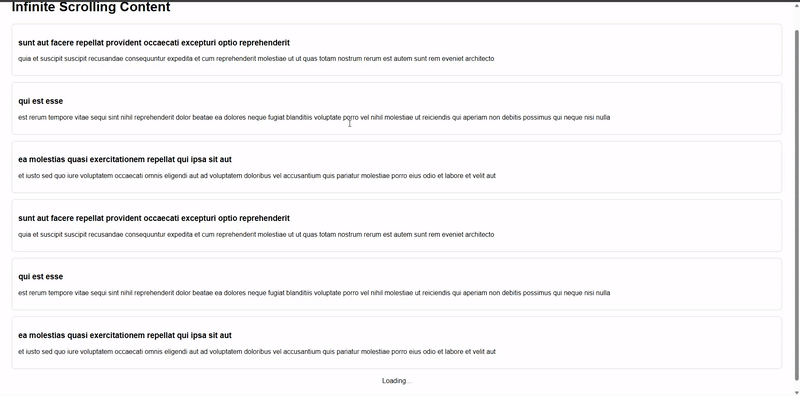 Infinite Scrolling Content
sunt aut facere repellat provident occaecati excepturi optio reprehenderit
quia et suscipit suscipit recusandae consequuntur expedita et cum reprehenderit molestiae ut ut quas totam nostrum rerum est autem sunt rem eveniet architecto
qui est esse
est rerum tempore vitae sequi sint nihil reprehenderit dolor beatae ea dolores neque fugiat blanditiis voluptate porro vel nihil molestiae ut reiciendis qui aperiam non debitis possimus qui neque nisi nulla
ea molestias quasi exercitationem repellat qui ipsa sit aut
et iusto sed quo iure voluptatem occaecati omnis eligendi aut ad voluptatem doloribus vel accusantium quis pariatur molestiae porro eius odio et labore et velit aut
sunt aut facere repellat provident occaecati excepturi optio reprehenderit
quia et suscipit suscipit recusandae consequuntur expedita et cum reprehenderit molestiae ut ut quas totam nostrum rerum est autem sunt rem eveniet architecto
qui est esse
est rerum tempore vitae sequi sint nihil reprehenderit dolor beatae ea dolores neque fugiat blanditiis voluptate porro vel nihil molestiae ut reiciendis qui aperiam non debitis possimus qui neque nisi nulla
ea molestias quasi exercitationem repellat qui ipsa sit aut
et iusto sed quo iure voluptatem occaecati omnis eligendi aut ad voluptatem doloribus vel accusantium quis pariatur molestiae porro eius odio et labore et velit aut
Loading...